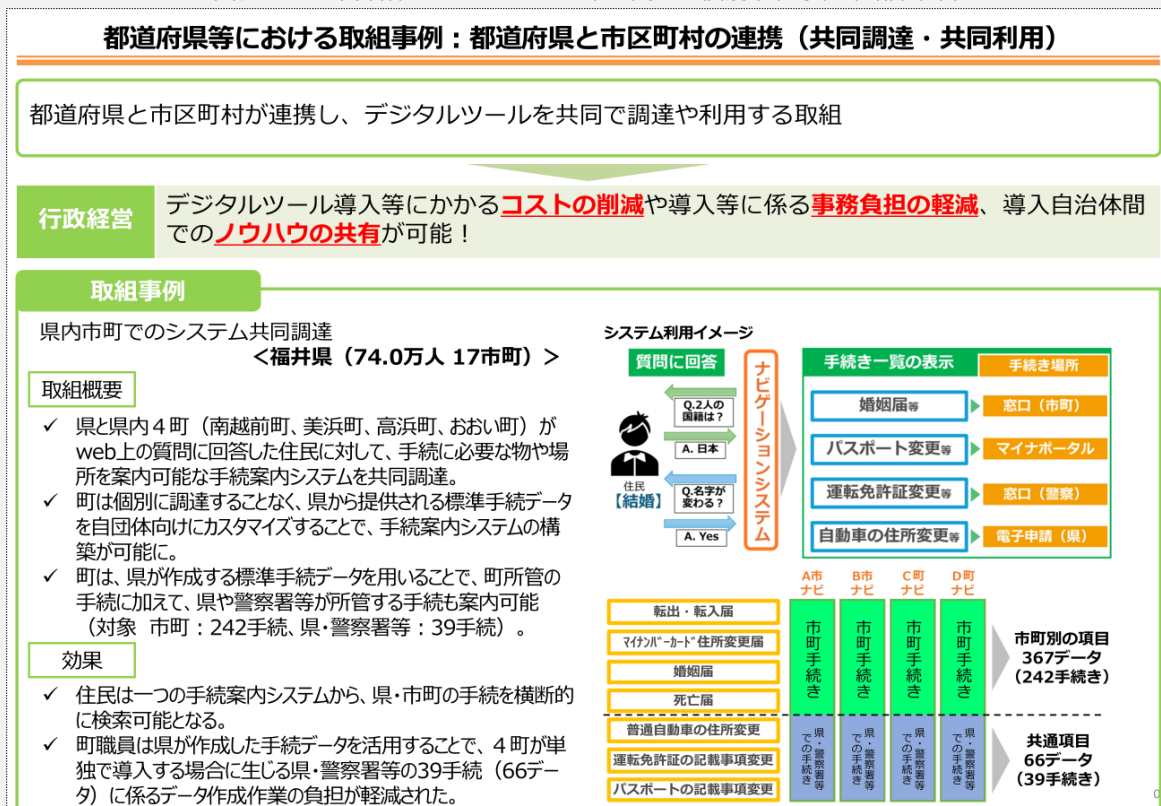 都道府県等における取組事例：都道府県と市区町村の連携（共同調達・共同利用）
都道府県と市区町村が連携し、デジタルツールを共同で調達や利用する取組
行政経営
デジタルツール導入等にかかるコストの削減や導入等に係る事務負担の軽減、導入自治体間
でのノウハウの共有が可能！
取組事例
県内市町でのシステム共同調達
＜福井県（74.0万人 17市町）＞
取組概要
✓ 県と県内４町（南越前町、美浜町、高浜町、おおい町）が
web上の質問に回答した住民に対して、手続に必要な物や場
所を案内可能な手続案内システムを共同調達。
✓ 町は個別に調達することなく、県から提供される標準手続データ
を自団体向けにカスタマイズすることで、手続案内システムの構
築が可能に。
✓ 町は、県が作成する標準手続データを用いることで、町所管の
手続に加えて、県や警察署等が所管する手続も案内可能
（対象 市町：242手続、県・警察署等：39手続）。
効果
✓ 住民は一つの手続案内システムから、県・市町の手続を横断的
に検索可能となる。
✓ 町職員は県が作成した手続データを活用することで、４町が単
独で導入する場合に生じる県・警察署等の39手続（66デー
タ）に係るデータ作成作業の負担が軽減された。
システム利用イメージ
質問に回答
Q.2人の
国籍は？
A. 日本
住民
【結婚】
Q.名字が
変わる？
A. Yes
ナビゲーションシステム
手続き一覧の表示
手続き場所
婚姻届等
窓口（市町）
パスポート変更等
マイナポータル
運転免許証変更等
窓口（警察）
自動車の住所変更等
電子申請（県）
A市
ナビ
B市
ナビ
C町
ナビ
D町
ナビ
転出・転入届
マイナンバーカード住所変更届
婚姻届
死亡届
普通自動車の住所変更
運転免許証の記載事項変更
パスポートの記載事項変更
市町手続き
市町手続き
市町手続き
市町手続き
県・警察署等
での手続き
県・警察署等
での手続き
県・警察署等
での手続き
県・警察署等
での手続き
市町別の項目
367データ
（242手続き）
共通項目
66データ
（39手続き）